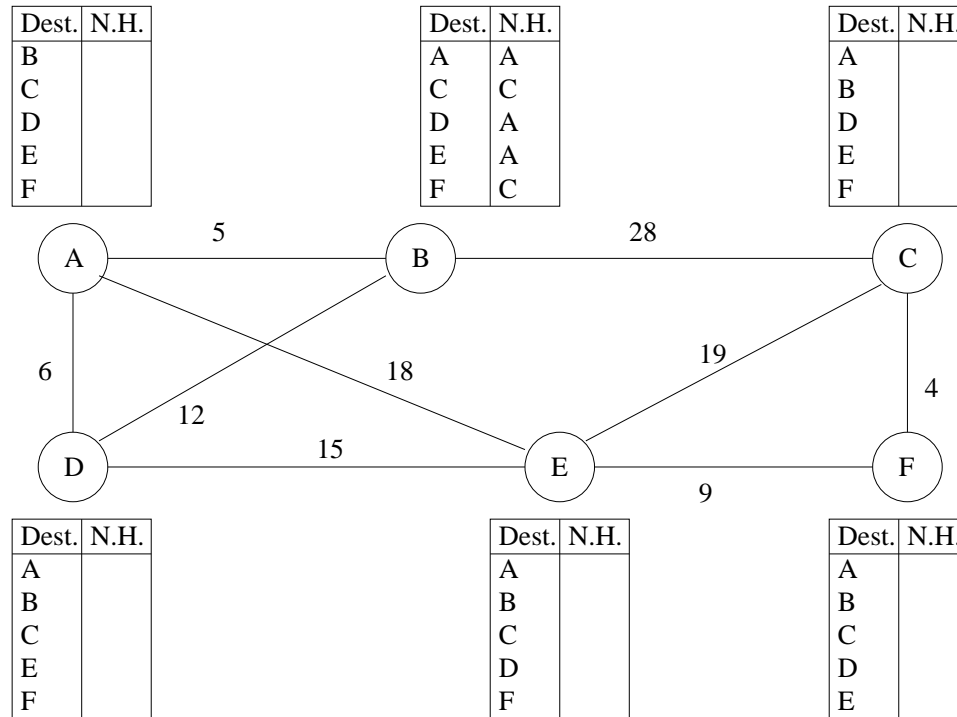 Dest. N.H. Dest. N.H. Dest. N.H.
B A A A
C C C B
D D A D
E E A E
F F C F
5 28
A B C
6 18 19 4
12 15
D E F
9
Dest. N.H. Dest. N.H. Dest. N.H.
A A A
B B B
C C C
E D D
F F E